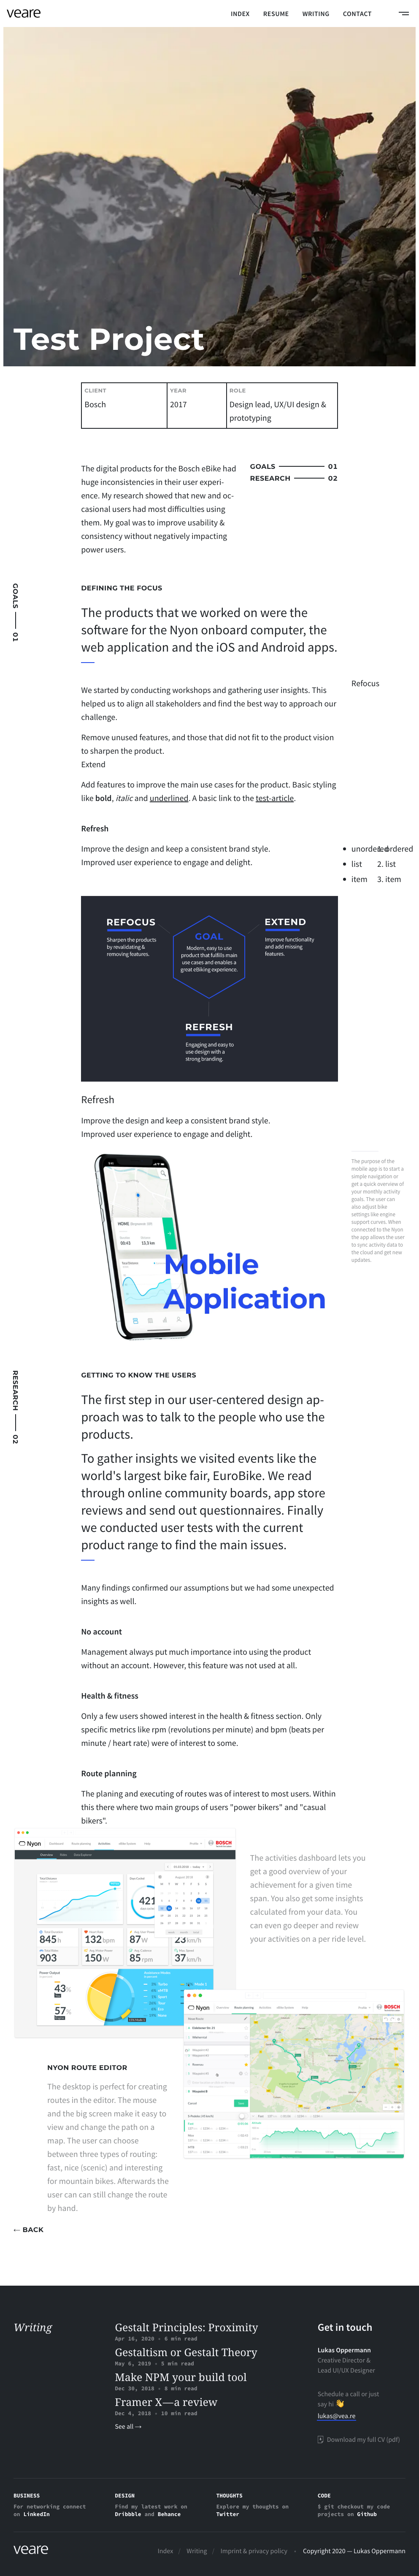 veare
INDEX RESUME WRITING CONTACT
Test Project
CLIENT
Bosch
YEAR
2017
ROLE
Design lead, UX/UI design &
prototyping
The digital products for the Bosch eBike had
huge inconsistencies in their user experi-
ence. My research showed that new and oc-
casional users had most difficulties using
them. My goal was to improve usability &
consistency without negatively impacting
power users.
GOALS 01
RESEARCH 02
GOALS 01
DEFINING THE FOCUS
The products that we worked on were the
software for the Nyon onboard computer, the
web application and the iOS and Android apps.
We started by conducting workshops and gathering user insights. This
helped us to align all stakeholders and find the best way to approach our
challenge.
Refocus
Remove unused features, and those that did not fit to the product vision
to sharpen the product.
Extend
Add features to improve the main use cases for the product. Basic styling
like bold, italic and underlined. A basic link to the test-article.
Refresh
Improve the design and keep a consistent brand style.
Improved user experience to engage and delight.
• unordered
• list
• item
1. ordered
2. list
3. item
REFOCUS
Sharpen the products
by revalidating &
removing features.
GOAL
Modern, easy to use
product that fulfills main
use cases and enables a
great eBiking experience.
EXTEND
Improve functionality
and add missing
features.
REFRESH
Engaging and easy to
use design with a
strong branding.
Refresh
Improve the design and keep a consistent brand style.
Improved user experience to engage and delight.
HOME
Mobile
Application
The purpose of the
mobile app is to start a
simple navigation or
get a quick overview of
your monthly activity
goals. The user can
also adjust bike
settings like engine
support curves. When
connected to the Nyon
the app allows the user
to sync activity data to
the cloud and get new
updates.
RESEARCH 02
GETTING TO KNOW THE USERS
The first step in our user-centered design ap-
proach was to talk to the people who use the
products.
To gather insights we visited events like the
world's largest bike fair, EuroBike. We read
through online community boards, app store
reviews and send out questionnaires. Finally
we conducted user tests with the current
product range to find the main issues.
Many findings confirmed our assumptions but we had some unexpected
insights as well.
No account
Management always put much importance into using the product
without an account. However, this feature was not used at all.
Health & fitness
Only a few users showed interest in the health & fitness section. Only
specific metrics like rpm (revolutions per minute) and bpm (beats per
minute / heart rate) were of interest to some.
Route planning
The planing and executing of routes was of interest to most users. Within
this there where two main groups of users "power bikers" and "casual
bikers".
Nyon
BOSCH
421
845h
132bpm
87W
23km/h
903
150W
85rpm
37km/h
43%
57%
The activities dashboard lets you
get a good overview of your
achievement for a given time
span. You also get some insights
calculated from your data. You
can even go deeper and review
your activities on a per ride level.
Nyon
BOSCH
NYON ROUTE EDITOR
The desktop is perfect for creating
routes in the editor. The mouse
and the big screen make it easy to
view and change the path on a
map. The user can choose
between three types of routing:
fast, nice (scenic) and interesting
for mountain bikes. Afterwards the
user can can still change the route
by hand.
← BACK
Writing
Gestalt Principles: Proximity
Apr 16, 2020 - 6 min read
Gestaltism or Gestalt Theory
May 6, 2019 - 5 min read
Make NPM your build tool
Dec 30, 2018 - 8 min read
Framer X — a review
Dec 4, 2018 - 10 min read
See all →
Get in touch
Lukas Oppermann
Creative Director &
Lead UI/UX Designer
Schedule a call or just
say hi 👋
lukas@vea.re
Download my full CV (pdf)
BUSINESS
For networking connect
on LinkedIn
DESIGN
Find my latest work on
Dribbble and Behance
THOUGHTS
Explore my thoughts on
Twitter
CODE
$ git checkout my code
projects on Github
veare
Index / Writing / Imprint & privacy policy - Copyright 2020 — Lukas Oppermann